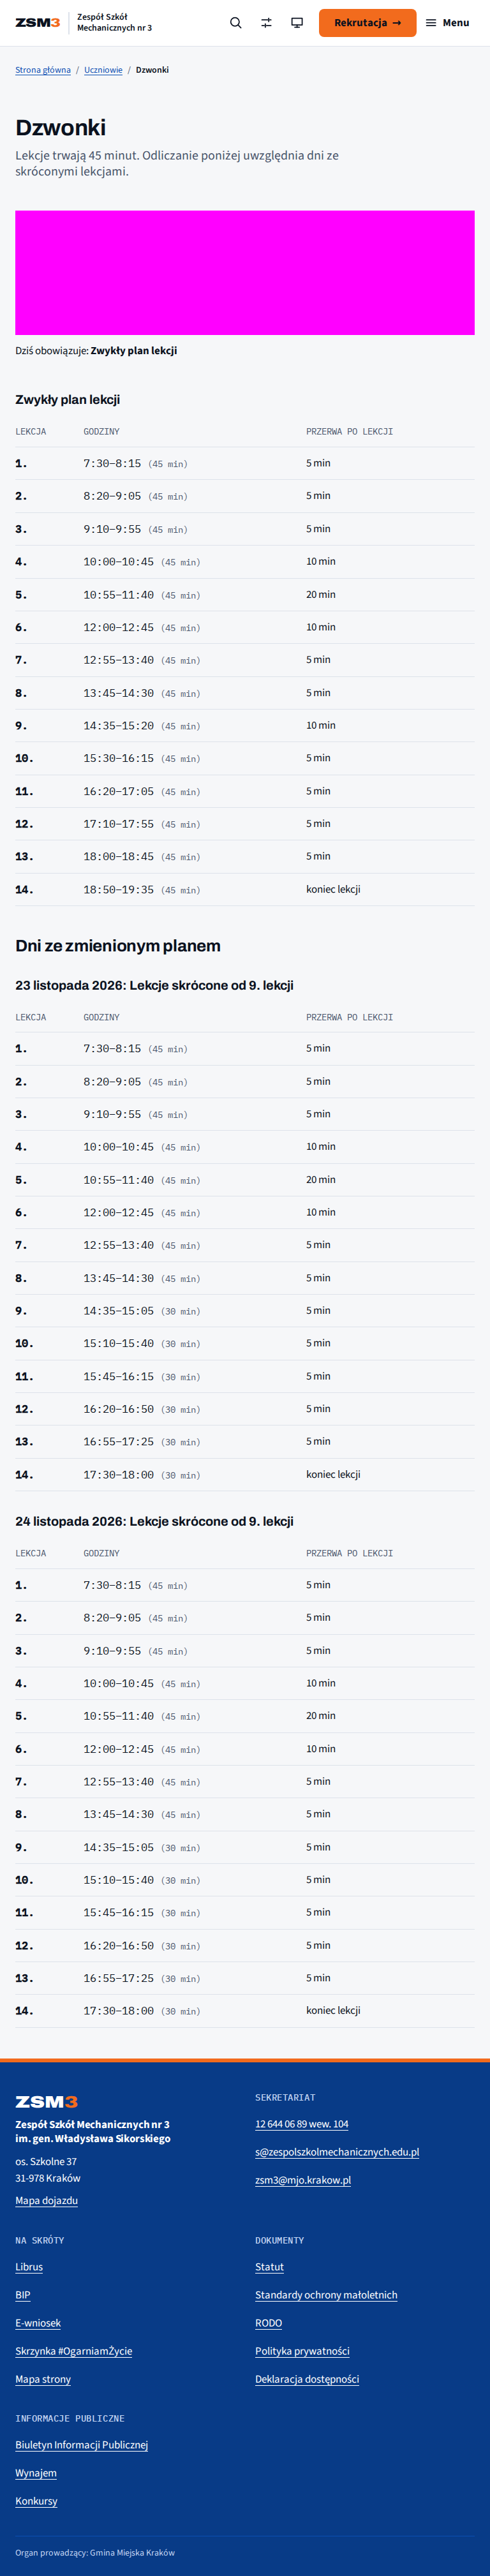 ZSM3
Zespół Szkół
Mechanicznych nr 3
Rekrutacja →
Menu
Strona główna / Uczniowie / Dzwonki
Dzwonki
Lekcje trwają 45 minut. Odliczanie poniżej uwzględnia dni ze
skróconymi lekcjami.
Dziś obowiązuje: Zwykły plan lekcji
Zwykły plan lekcji
LEKCJA GODZINY PRZERWA PO LEKCJI
1. 7:30–8:15 (45 min) 5 min
2. 8:20–9:05 (45 min) 5 min
3. 9:10–9:55 (45 min) 5 min
4. 10:00–10:45 (45 min) 10 min
5. 10:55–11:40 (45 min) 20 min
6. 12:00–12:45 (45 min) 10 min
7. 12:55–13:40 (45 min) 5 min
8. 13:45–14:30 (45 min) 5 min
9. 14:35–15:20 (45 min) 10 min
10. 15:30–16:15 (45 min) 5 min
11. 16:20–17:05 (45 min) 5 min
12. 17:10–17:55 (45 min) 5 min
13. 18:00–18:45 (45 min) 5 min
14. 18:50–19:35 (45 min) koniec lekcji
Dni ze zmienionym planem
23 listopada 2026: Lekcje skrócone od 9. lekcji
LEKCJA GODZINY PRZERWA PO LEKCJI
1. 7:30–8:15 (45 min) 5 min
2. 8:20–9:05 (45 min) 5 min
3. 9:10–9:55 (45 min) 5 min
4. 10:00–10:45 (45 min) 10 min
5. 10:55–11:40 (45 min) 20 min
6. 12:00–12:45 (45 min) 10 min
7. 12:55–13:40 (45 min) 5 min
8. 13:45–14:30 (45 min) 5 min
9. 14:35–15:05 (30 min) 5 min
10. 15:10–15:40 (30 min) 5 min
11. 15:45–16:15 (30 min) 5 min
12. 16:20–16:50 (30 min) 5 min
13. 16:55–17:25 (30 min) 5 min
14. 17:30–18:00 (30 min) koniec lekcji
24 listopada 2026: Lekcje skrócone od 9. lekcji
LEKCJA GODZINY PRZERWA PO LEKCJI
1. 7:30–8:15 (45 min) 5 min
2. 8:20–9:05 (45 min) 5 min
3. 9:10–9:55 (45 min) 5 min
4. 10:00–10:45 (45 min) 10 min
5. 10:55–11:40 (45 min) 20 min
6. 12:00–12:45 (45 min) 10 min
7. 12:55–13:40 (45 min) 5 min
8. 13:45–14:30 (45 min) 5 min
9. 14:35–15:05 (30 min) 5 min
10. 15:10–15:40 (30 min) 5 min
11. 15:45–16:15 (30 min) 5 min
12. 16:20–16:50 (30 min) 5 min
13. 16:55–17:25 (30 min) 5 min
14. 17:30–18:00 (30 min) koniec lekcji
ZSM3
Zespół Szkół Mechanicznych nr 3
im. gen. Władysława Sikorskiego
os. Szkolne 37
31-978 Kraków
Mapa dojazdu
SEKRETARIAT
12 644 06 89 wew. 104
s@zespolszkolmechanicznych.edu.pl
zsm3@mjo.krakow.pl
NA SKRÓTY
Librus
BIP
E-wniosek
Skrzynka #OgarniamŻycie
Mapa strony
DOKUMENTY
Statut
Standardy ochrony małoletnich
RODO
Polityka prywatności
Deklaracja dostępności
INFORMACJE PUBLICZNE
Biuletyn Informacji Publicznej
Wynajem
Konkursy
Organ prowadzący: Gmina Miejska Kraków